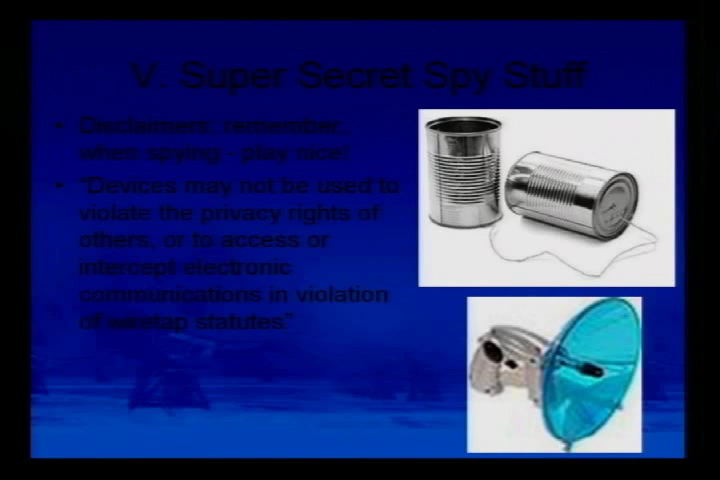 V. Super Secret Spy Stuff
• Disclaimers: remember,
when spying - play nice!
• "Devices may not be used to
violate the privacy rights of
others, or to access or
intercept electronic
communications in violation
of wiretap statutes"